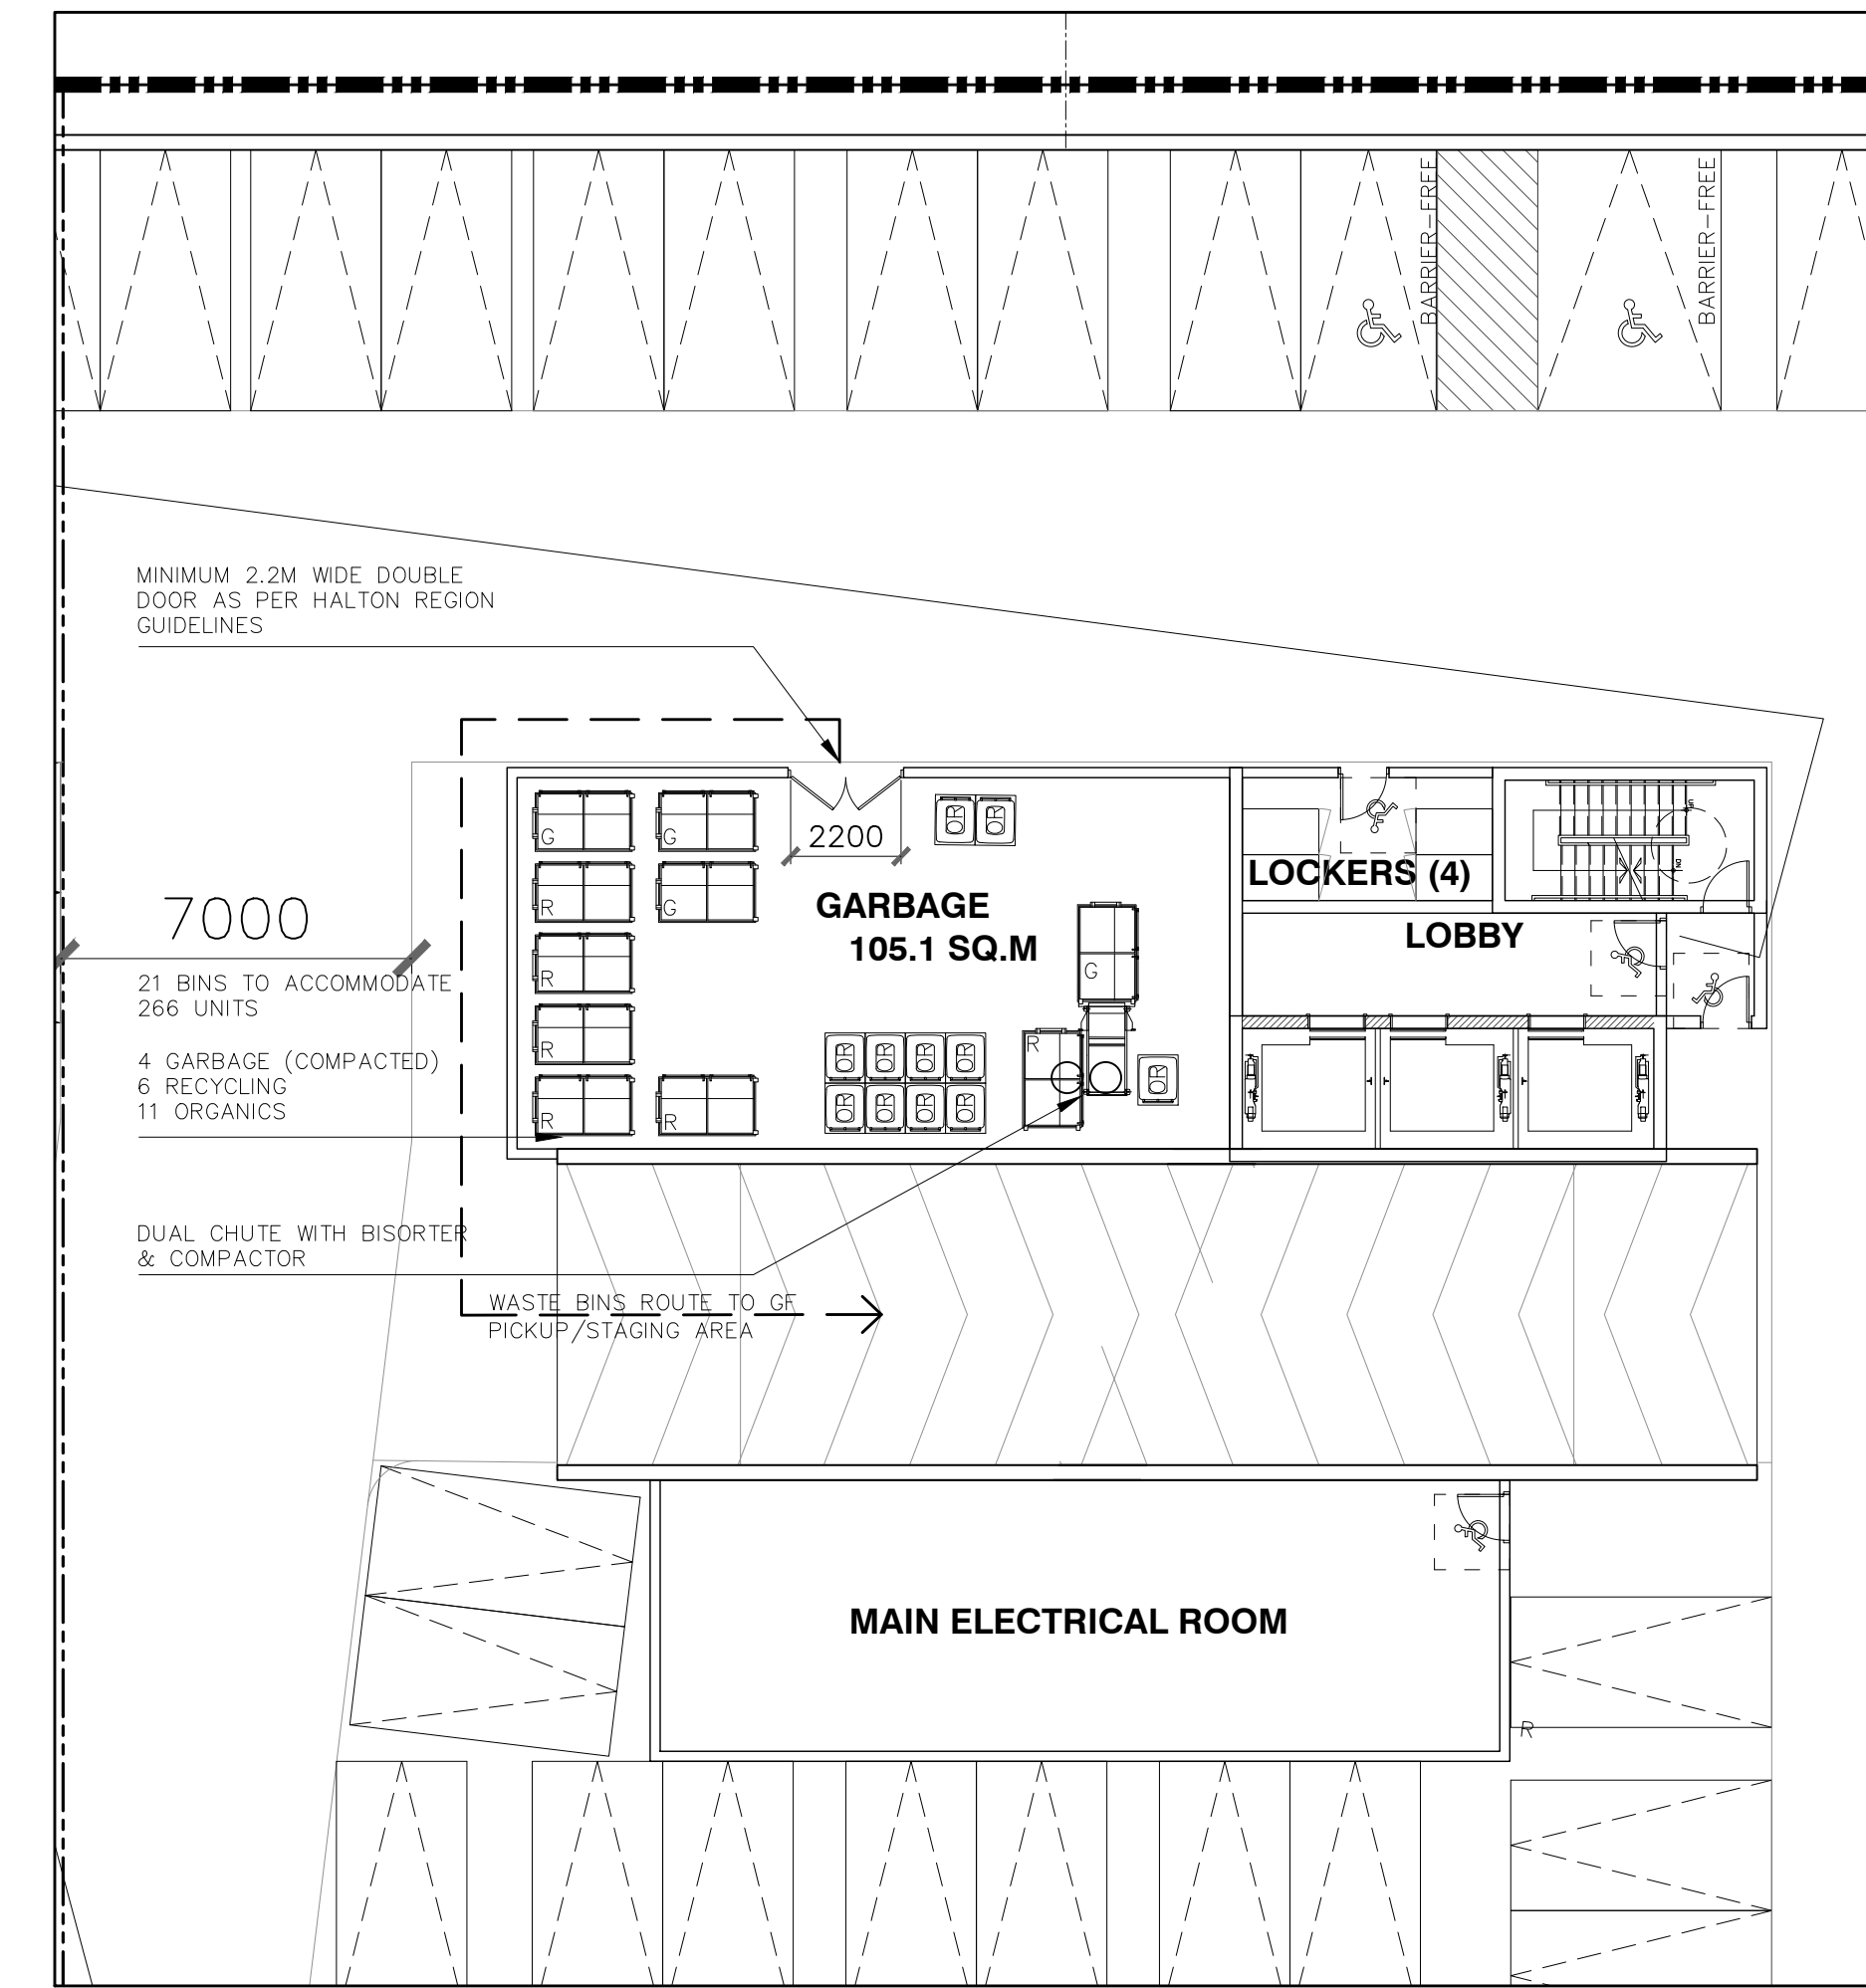 BARRIER-FREE
BARRIER-FREE
MINIMUM 2.2M WIDE DOUBLE
DOOR AS PER HALTON REGION
GUIDELINES
7000
21 BINS TO ACCOMMODATE
266 UNITS
4 GARBAGE (COMPACTED)
6 RECYCLING
11 ORGANICS
DUAL CHUTE WITH BISORTER
& COMPACTOR
WASTE BINS ROUTE TO GF
PICKUP/STAGING AREA
2200
GARBAGE
105.1 SQ.M
G
G
R
G
R
R
R
R
G
R
LOCKERS (4)
LOBBY
UP
DN
MAIN ELECTRICAL ROOM
R